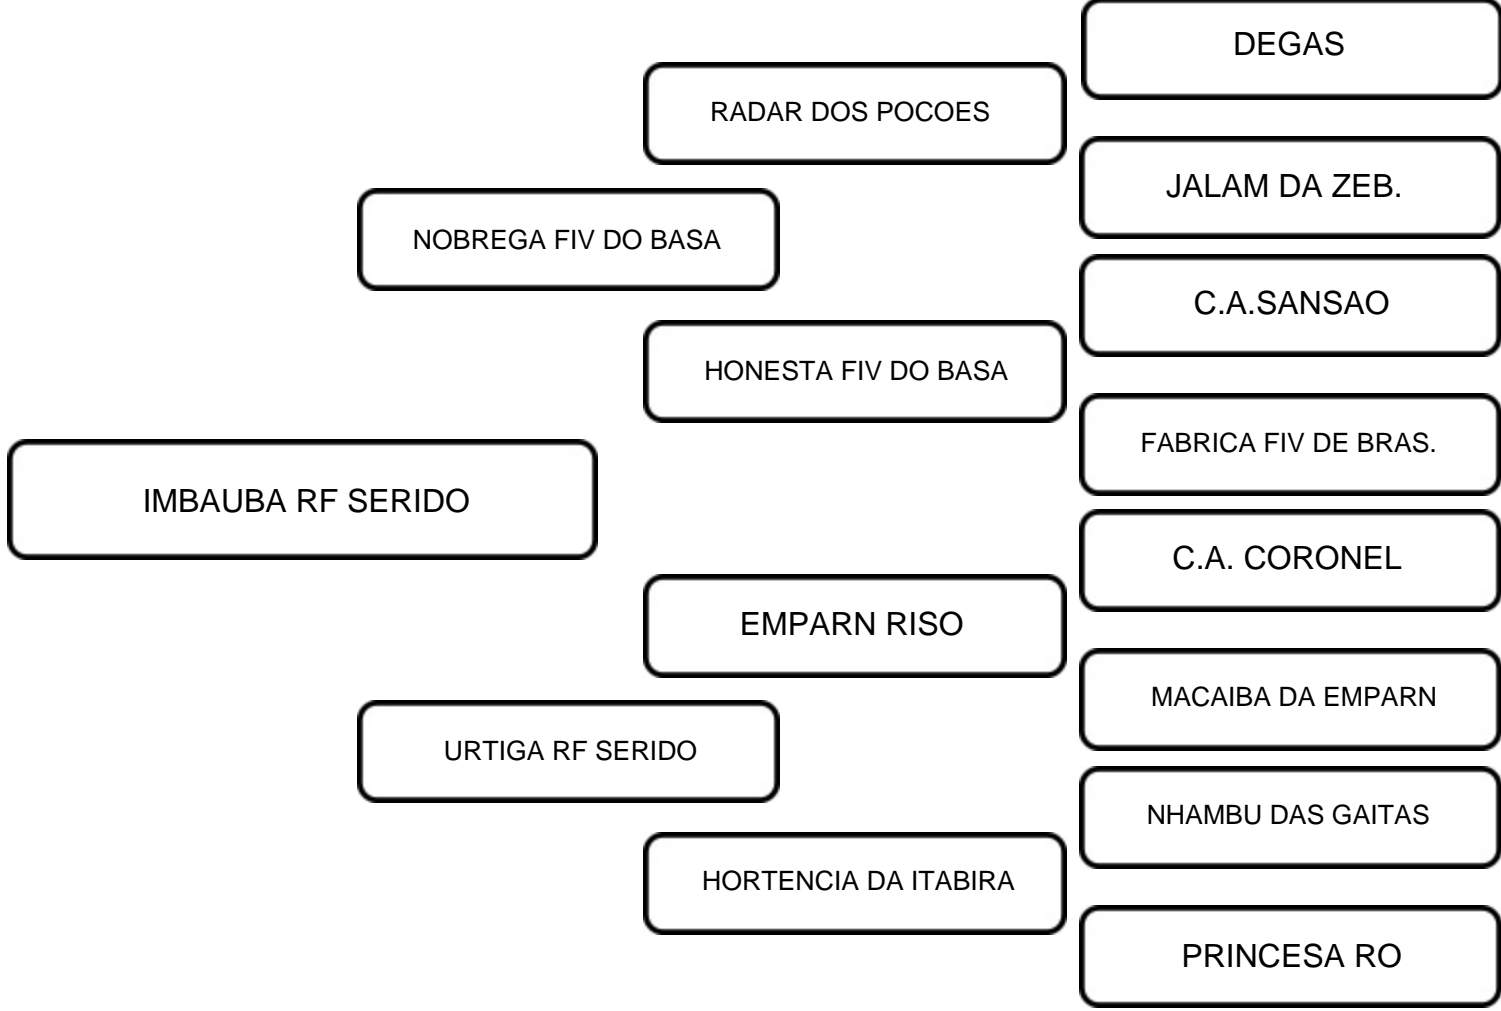 DEGAS
RADAR DOS POCOES
JALAM DA ZEB.
NOBREGA FIV DO BASA
C.A.SANSAO
HONESTA FIV DO BASA
FABRICA FIV DE BRAS.
IMBAUBA RF SERIDO
C.A. CORONEL
EMPARN RISO
MACAIBA DA EMPARN
URTIGA RF SERIDO
NHAMBU DAS GAITAS
HORTENCIA DA ITABIRA
PRINCESA RO